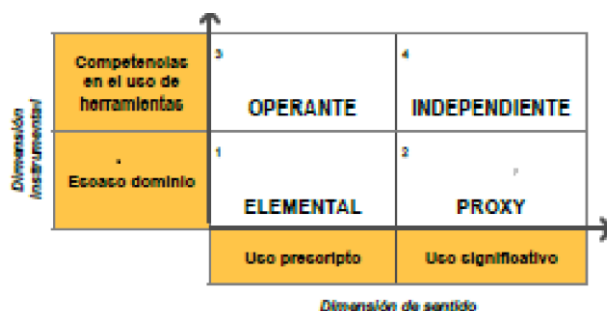 Competencias
en el uso de
herramientas
3
OPERANTE
4
INDEPENDIENTE
Dimensión
instrumental
Escaso dominio
1
ELEMENTAL
2
PROXY
Uso prescripto
Uso significativo
Dimensión de sentido